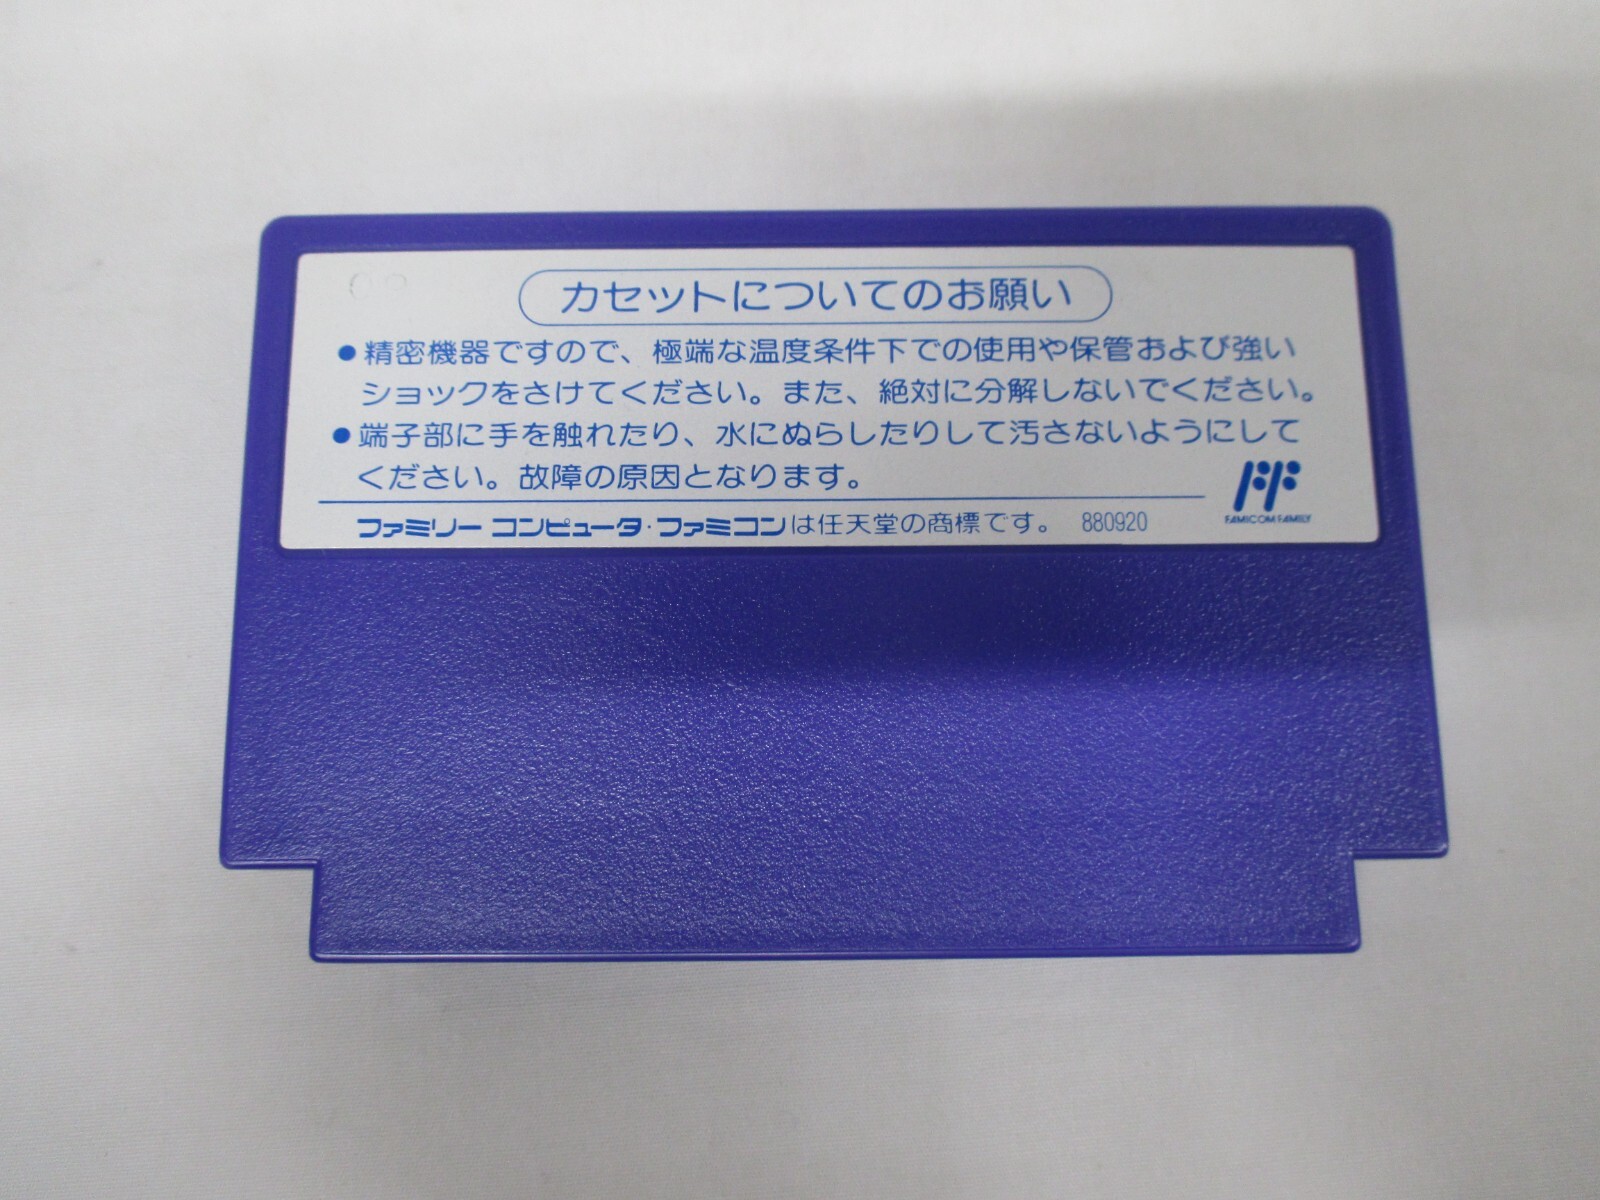 カセットについてのお願い
●精密機器ですので、極端な温度条件下での使用や保管および強い
ショックをさけてください。また、絶対に分解しないでください。
●端子部に手を触れたり、水にぬらしたりして汚さないようにして
ください。故障の原因となります。
ファミリー コンピュータ・ファミコンは任天堂の商標です。 880920
FAMICOM FAMILY